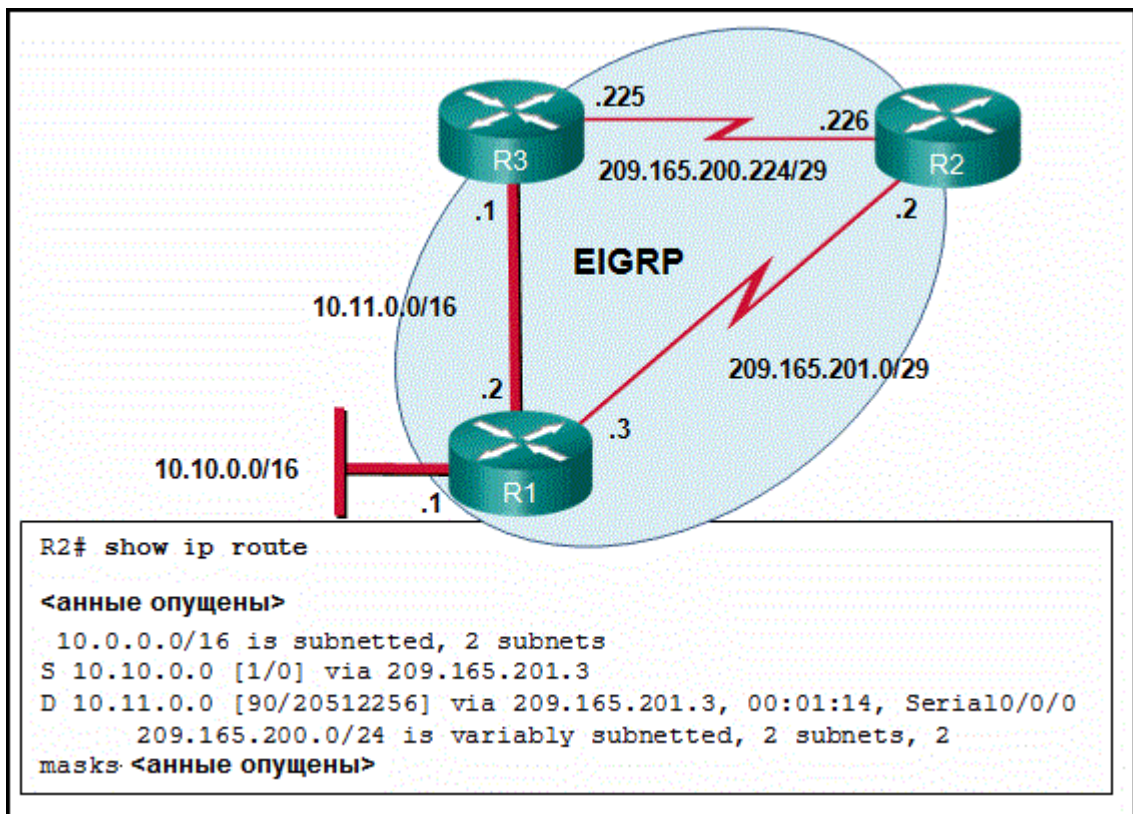 .225
.226
R3
R2
209.165.200.224/29
.1
.2
EIGRP
10.11.0.0/16
209.165.201.0/29
.2
.3
10.10.0.0/16
R1
.1
R2# show ip route
<анные опущены>
10.0.0.0/16 is subnetted, 2 subnets
S 10.10.0.0 [1/0] via 209.165.201.3
D 10.11.0.0 [90/20512256] via 209.165.201.3, 00:01:14, Serial0/0/0
209.165.200.0/24 is variably subnetted, 2 subnets, 2
masks <анные опущены>